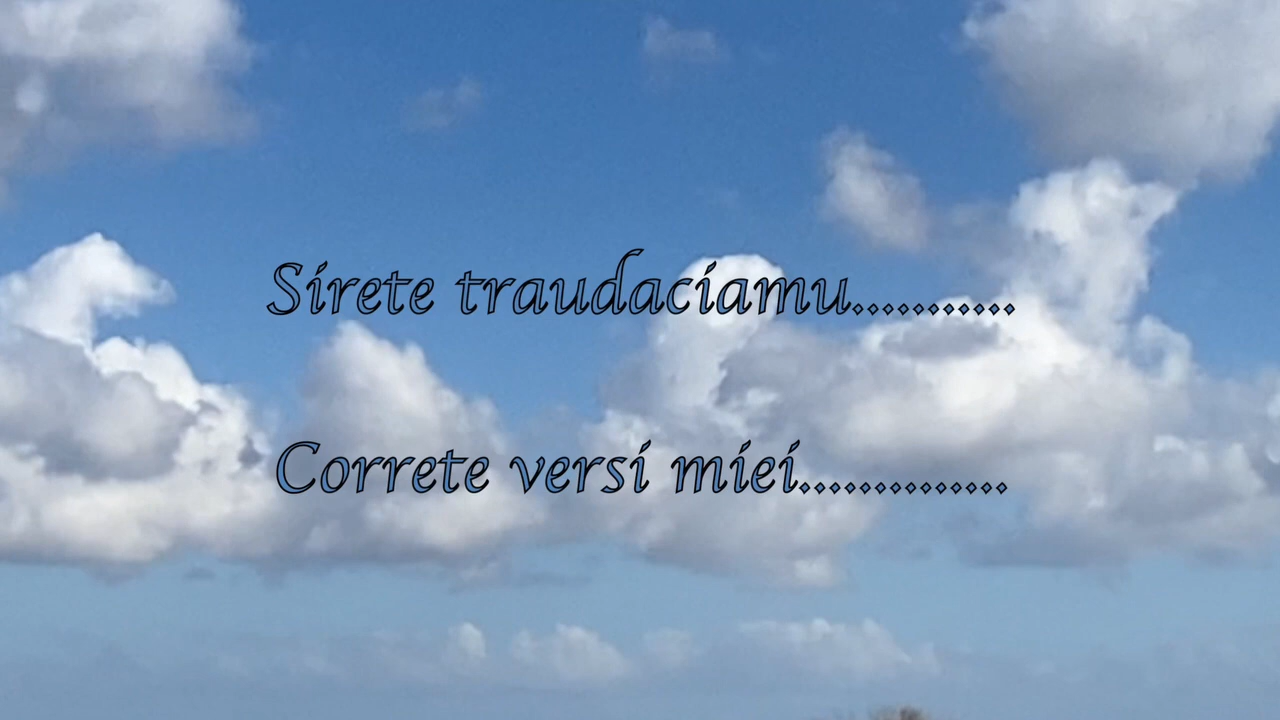 Sirete traudaciamu...........
Correte versi miei..............